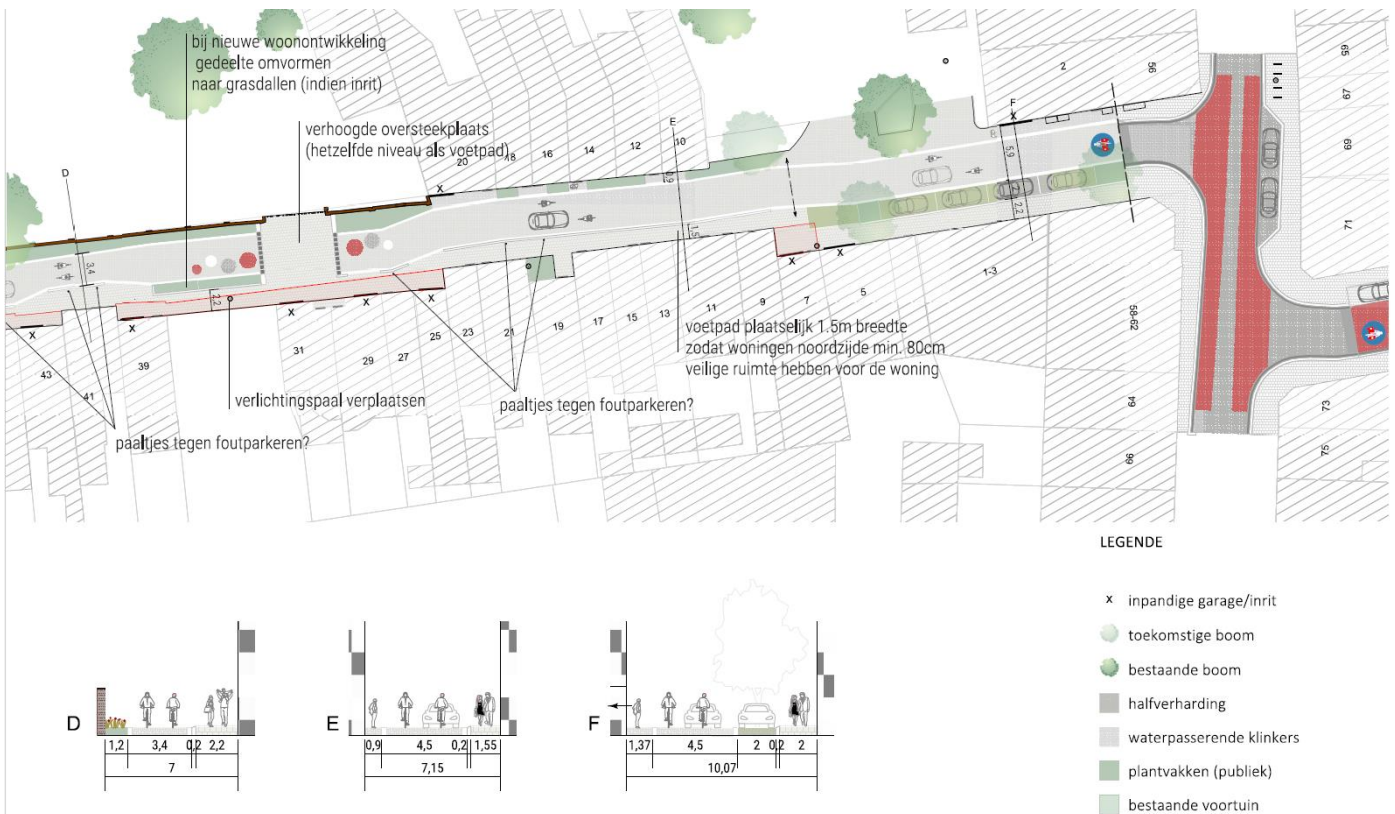 bij nieuwe woonontwikkeling
gedeelte omvormen
naar grasdallen (indien inrit)
verhoogde oversteekplaats
(hetzelfde niveau als voetpad)
D
E
F
x
x
20
18
16
14
12
10
2
56
65
67
69
71
0,9
5,9
3,4
1,5
2
2,2
2,2
x
x
x
x
x
x
x
43
41
39
31
29
27
25
23
21
19
17
15
13
11
9
7
5
1-3
58-62
64
66
73
75
voetpad plaatselijk 1.5m breedte
zodat woningen noordzijde min. 80cm
veilige ruimte hebben voor de woning
verlichtingspaal verplaatsen
paaltjes tegen foutparkeren?
paaltjes tegen foutparkeren?
D
1,2 3,4 0,2 2,2
7
E
0,9 4,5 0,2 1,55
7,15
F
1,37 4,5 2 0,2 2
10,07
LEGENDE
x inpandige garage/inrit
toekomstige boom
bestaande boom
halfverharding
waterpasserende klinkers
plantvakken (publiek)
bestaande voortuin